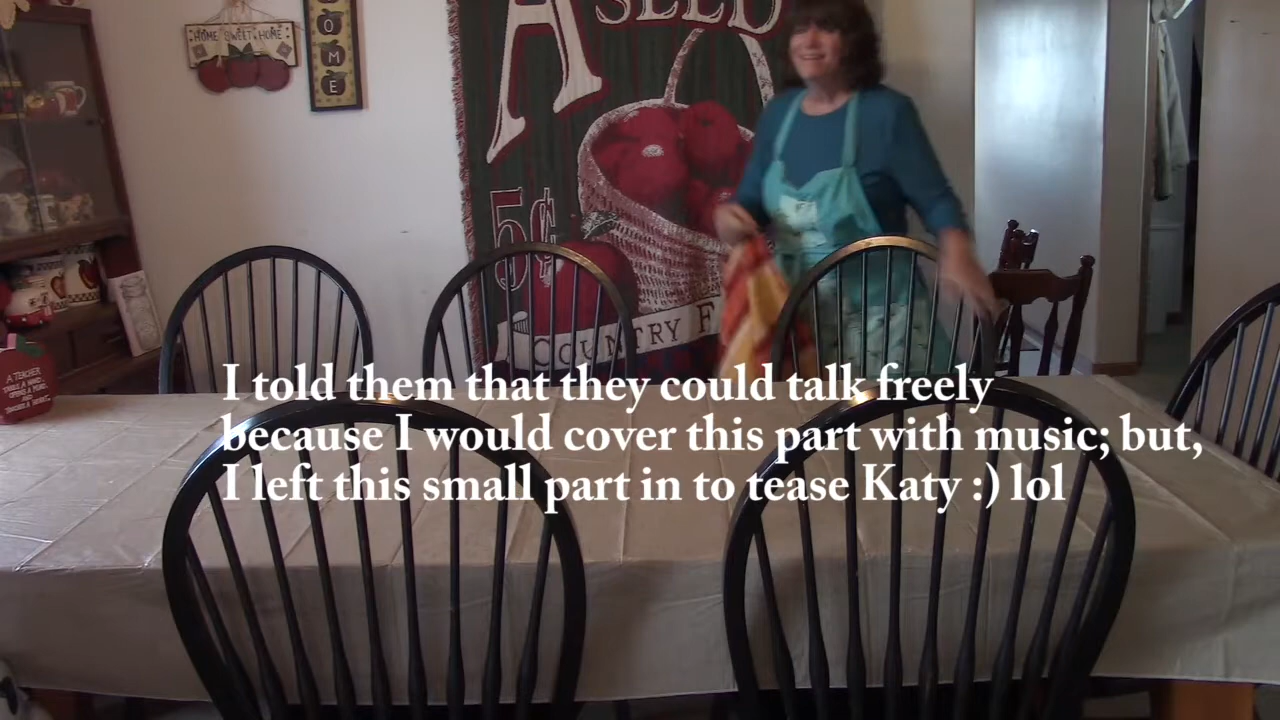 HOME SWEET HOME
O
M
E
A SEED
5¢
COUNTRY F
A TEACHER
I told them that they could talk freely
because I would cover this part with music; but,
I left this small part in to tease Katy :) lol